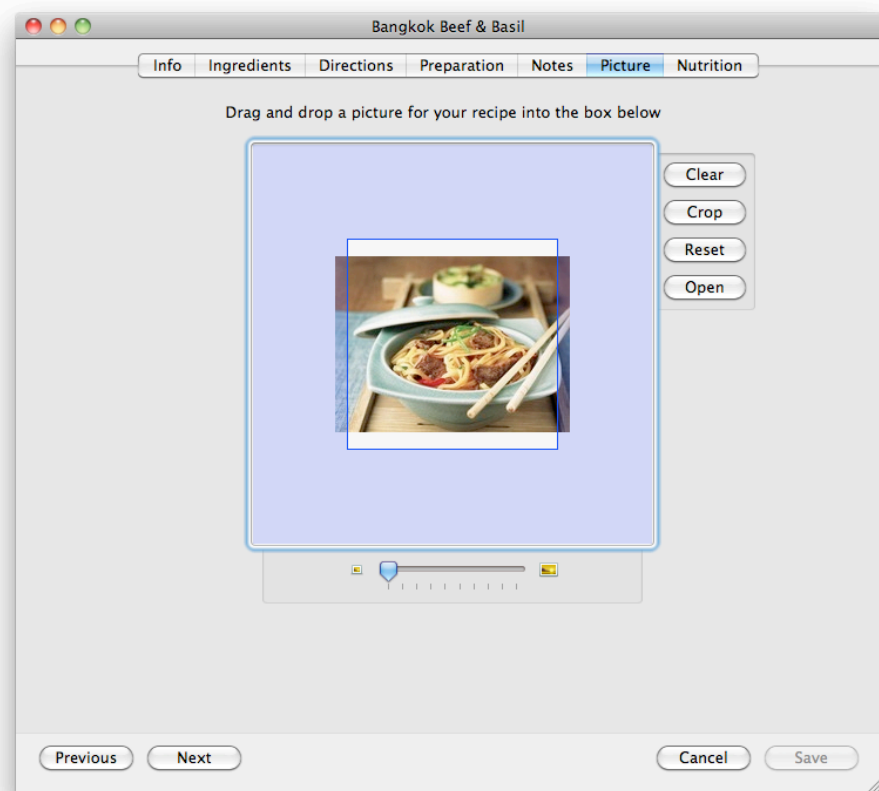 Bangkok Beef & Basil
Info Ingredients Directions Preparation Notes Picture Nutrition
Drag and drop a picture for your recipe into the box below
Clear
Crop
Reset
Open
Previous Next Cancel Save